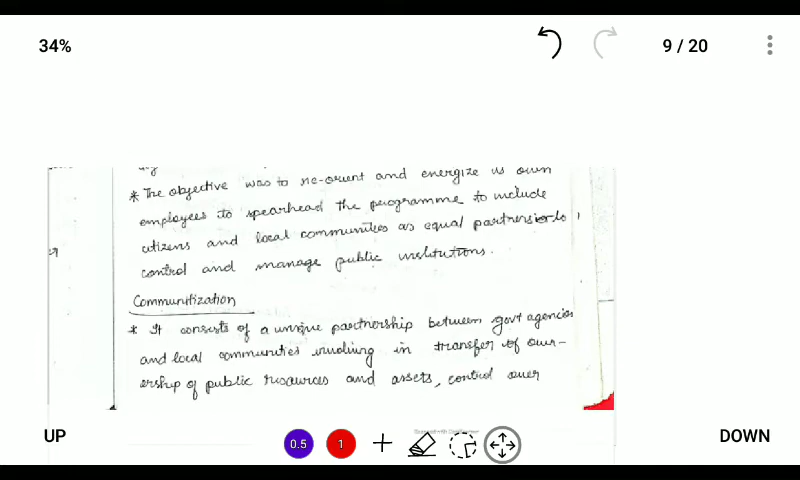 34%
9 / 20
* The objective was to re-orient and energize its own
employees to spearhead the programme to include
citizens and local communities as equal partners to
control and manage public institutions.
Communitization
* It consists of a unique partnership between govt agencies
and local communities involving in transfer of own-
ership of public resources and assets, control over
UP
0.5
1
DOWN